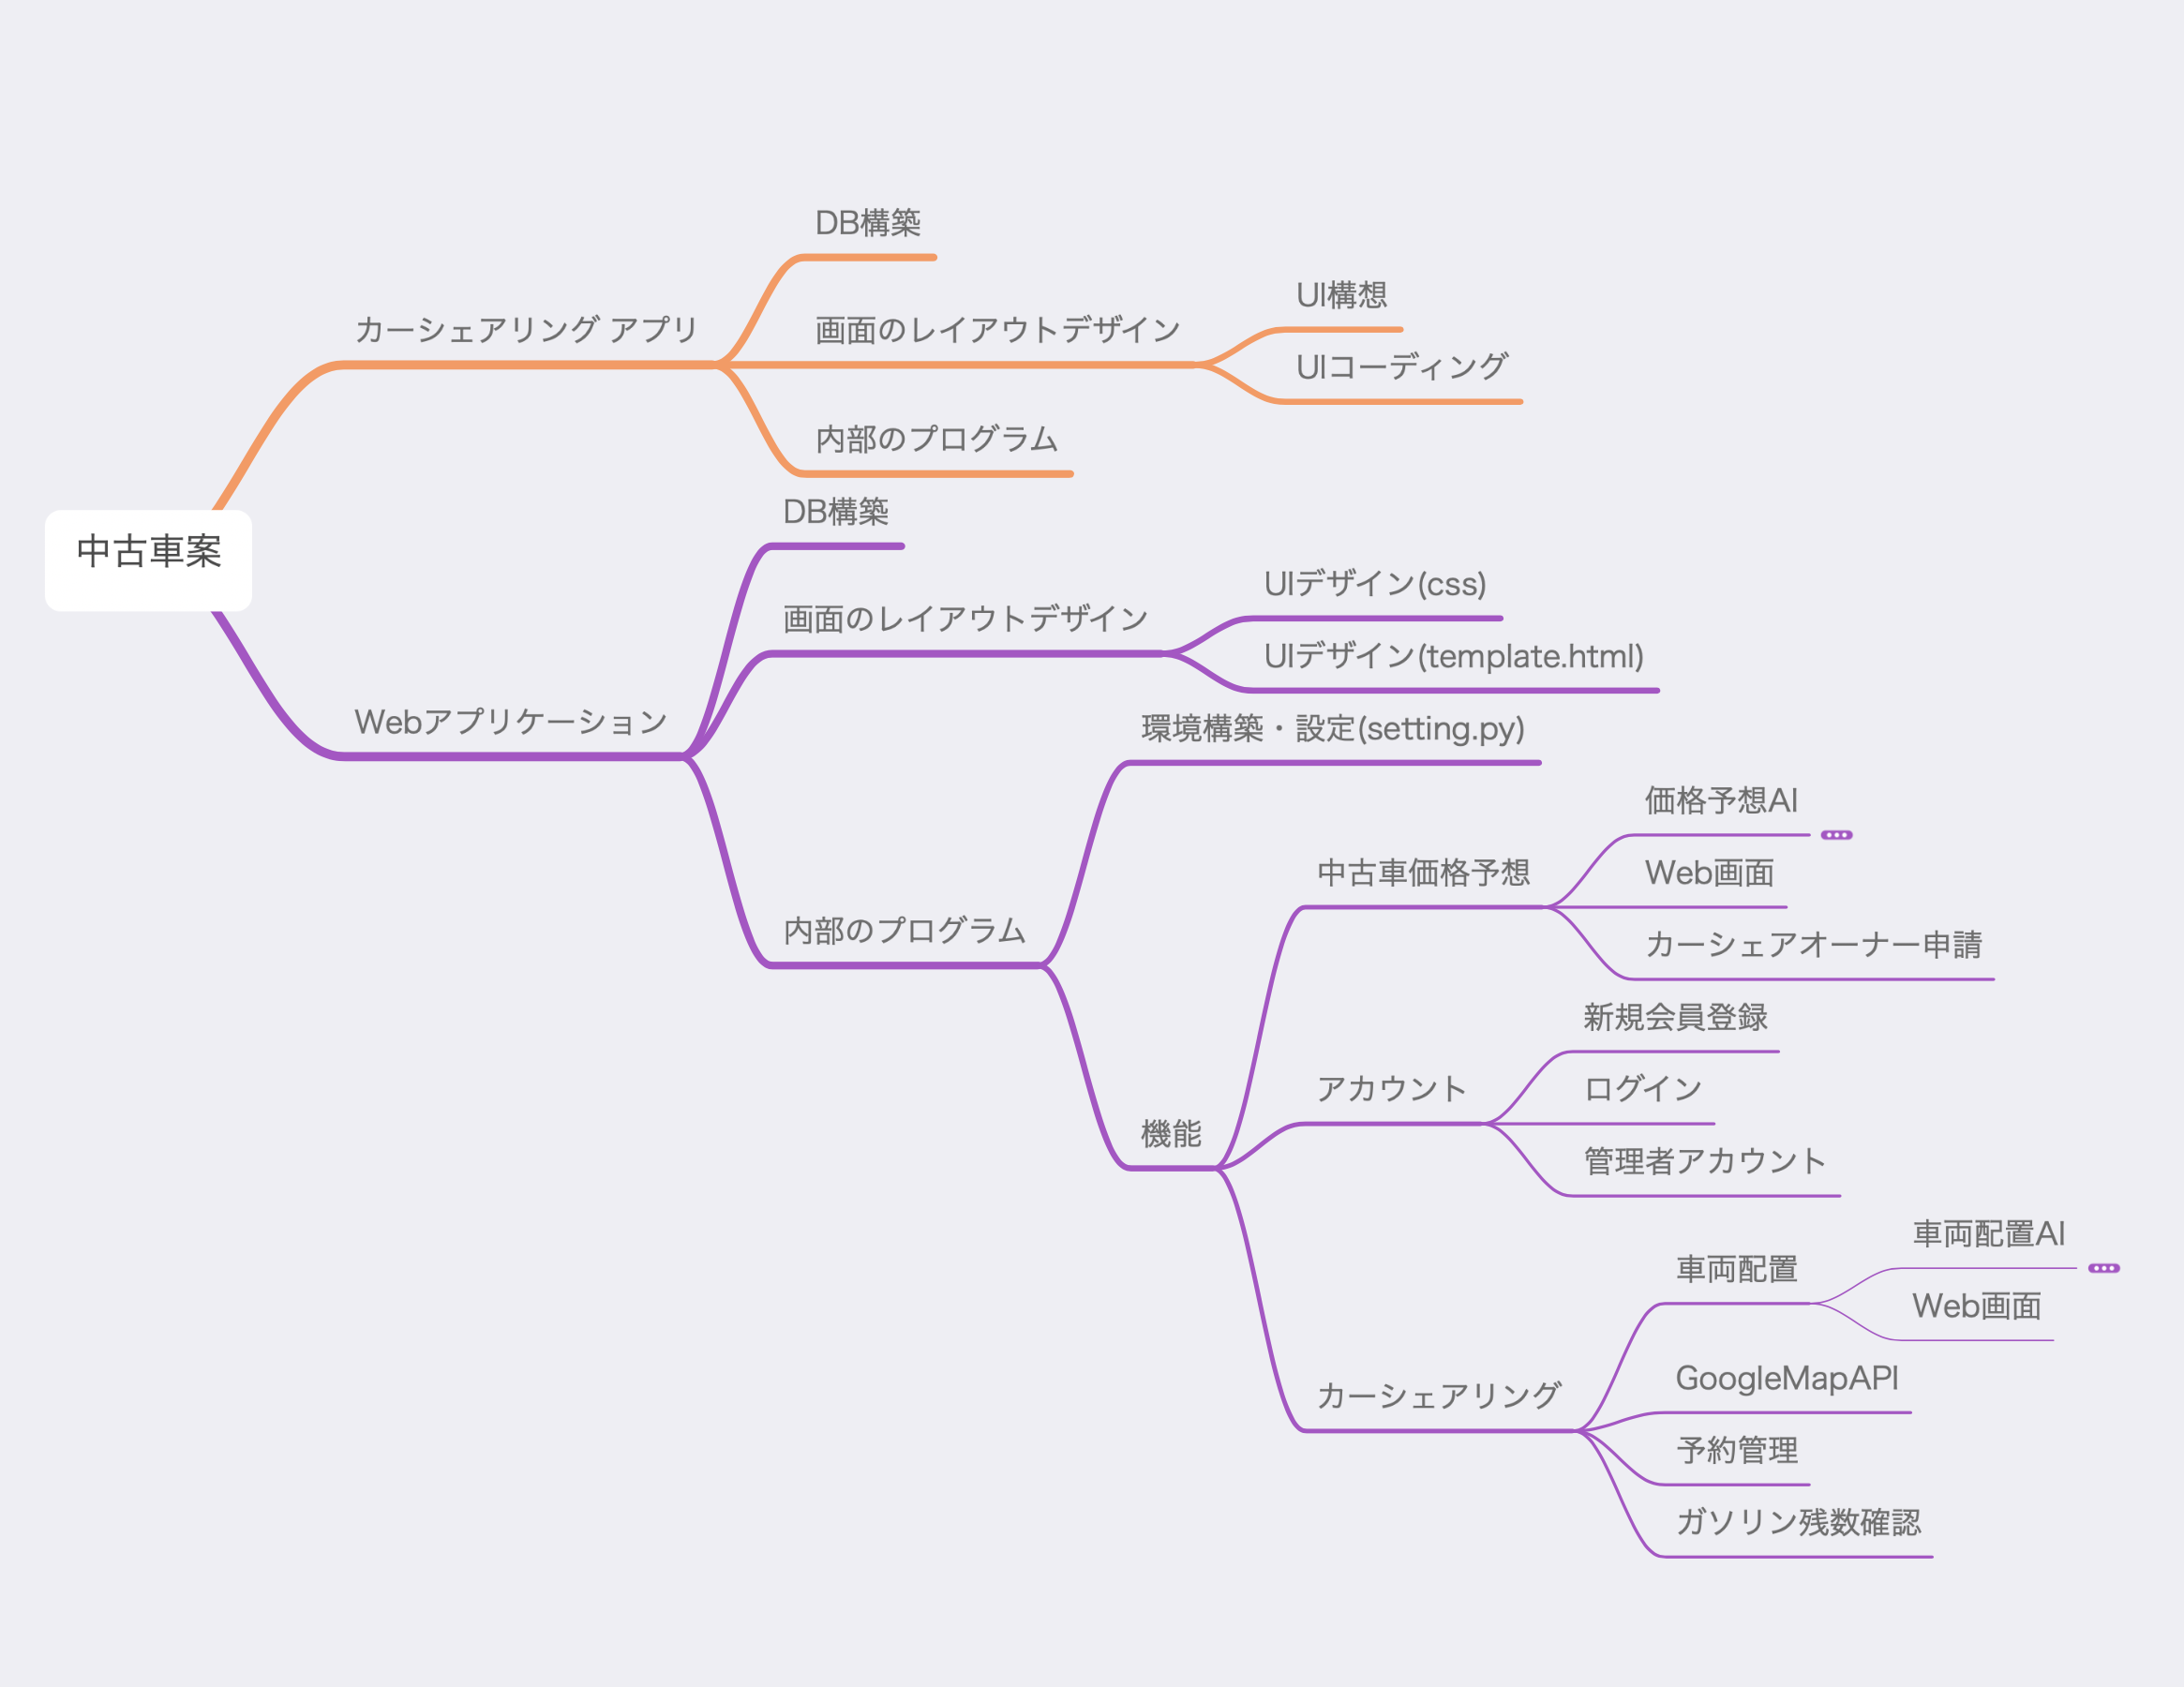 中古車案
カーシェアリング アプリ
DB構築
画面のレイアウトデザイン
UI構想
UIコーディング
内部のプログラム
Webアプリケーション
DB構築
画面のレイアウトデザイン
UIデザイン(css)
UIデザイン(template.html)
内部のプログラム
環境構築・設定(setting.py)
機能
中古車価格予想
価格予想AI
Web画面
カーシェアオーナー申請
アカウント
新規会員登録
ログイン
管理者アカウント
カーシェアリング
車両配置
車両配置AI
Web画面
GoogleMapAPI
予約管理
ガソリン残数確認